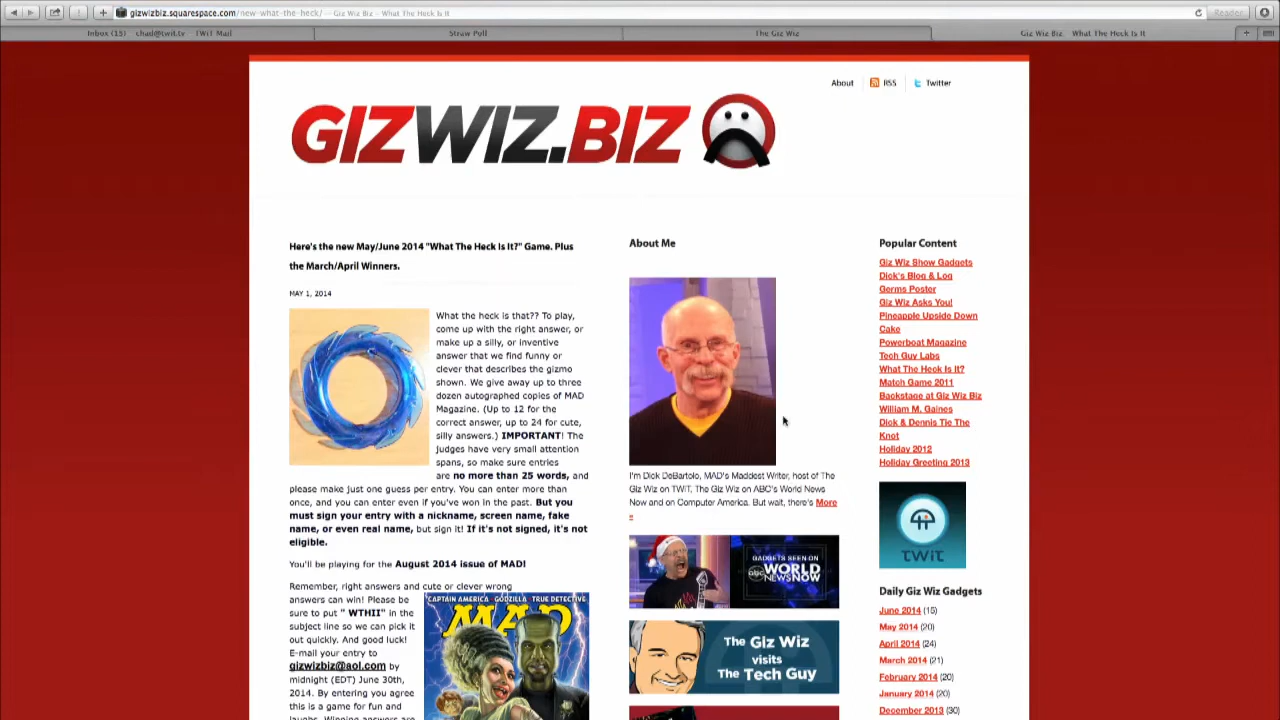 gizwizbiz.squarespace.com/new-what-the-heck/ — Giz Wiz Biz – What The Heck Is It
Reader
Inbox (15) chad@twit.tv TWiT Mail
Straw Poll
The Giz Wiz
Giz Wiz Biz What The Heck Is It
About
RSS
Twitter
GIZWIZ.BIZ
Here's the new May/June 2014 "What The Heck Is It?" Game. Plus
the March/April Winners.
MAY 1, 2014
What the heck is that?? To play,
come up with the right answer, or
make up a silly, or inventive
answer that we find funny or
clever that describes the gizmo
shown. We give away up to three
dozen autographed copies of MAD
Magazine. (Up to 12 for the
correct answer, up to 24 for cute,
silly answers.) IMPORTANT! The
judges have very small attention
spans, so make sure entries
are no more than 25 words, and
please make just one guess per entry. You can enter more than
once, and you can enter even if you've won in the past. But you
must sign your entry with a nickname, screen name, fake
name, or even real name, but sign it! If it's not signed, it's not
eligible.
You'll be playing for the August 2014 issue of MAD!
Remember, right answers and cute or clever wrong
answers can win! Please be
sure to put " WTHII" in the
subject line so we can pick it
out quickly. And good luck!
E-mail your entry to
gizwizbiz@aol.com by
midnight (EDT) June 30th,
2014. By entering you agree
this is a game for fun and
laughs. Winning answers are
CAPTAIN AMERICA GODZILLA TRUE DETECTIVE
MAD
About Me
I'm Dick DeBartolo, MAD's Maddest Writer, host of The
Giz Wiz on TWiT, The Giz Wiz on ABC's World News
Now and on Computer America. But wait, there's More
»
GADGETS SEEN ON
abc WORLD
NEWS NOW
The Giz Wiz
visits
The Tech Guy
Popular Content
Giz Wiz Show Gadgets
Dick's Blog & Log
Germs Poster
Giz Wiz Asks You!
Pineapple Upside Down
Cake
Powerboat Magazine
Tech Guy Labs
What The Heck Is It?
Match Game 2011
Backstage at Giz Wiz Biz
William M. Gaines
Dick & Dennis Tie The
Knot
Holiday 2012
Holiday Greeting 2013
TWiT
Daily Giz Wiz Gadgets
June 2014 (15)
May 2014 (20)
April 2014 (24)
March 2014 (21)
February 2014 (20)
January 2014 (20)
December 2013 (30)